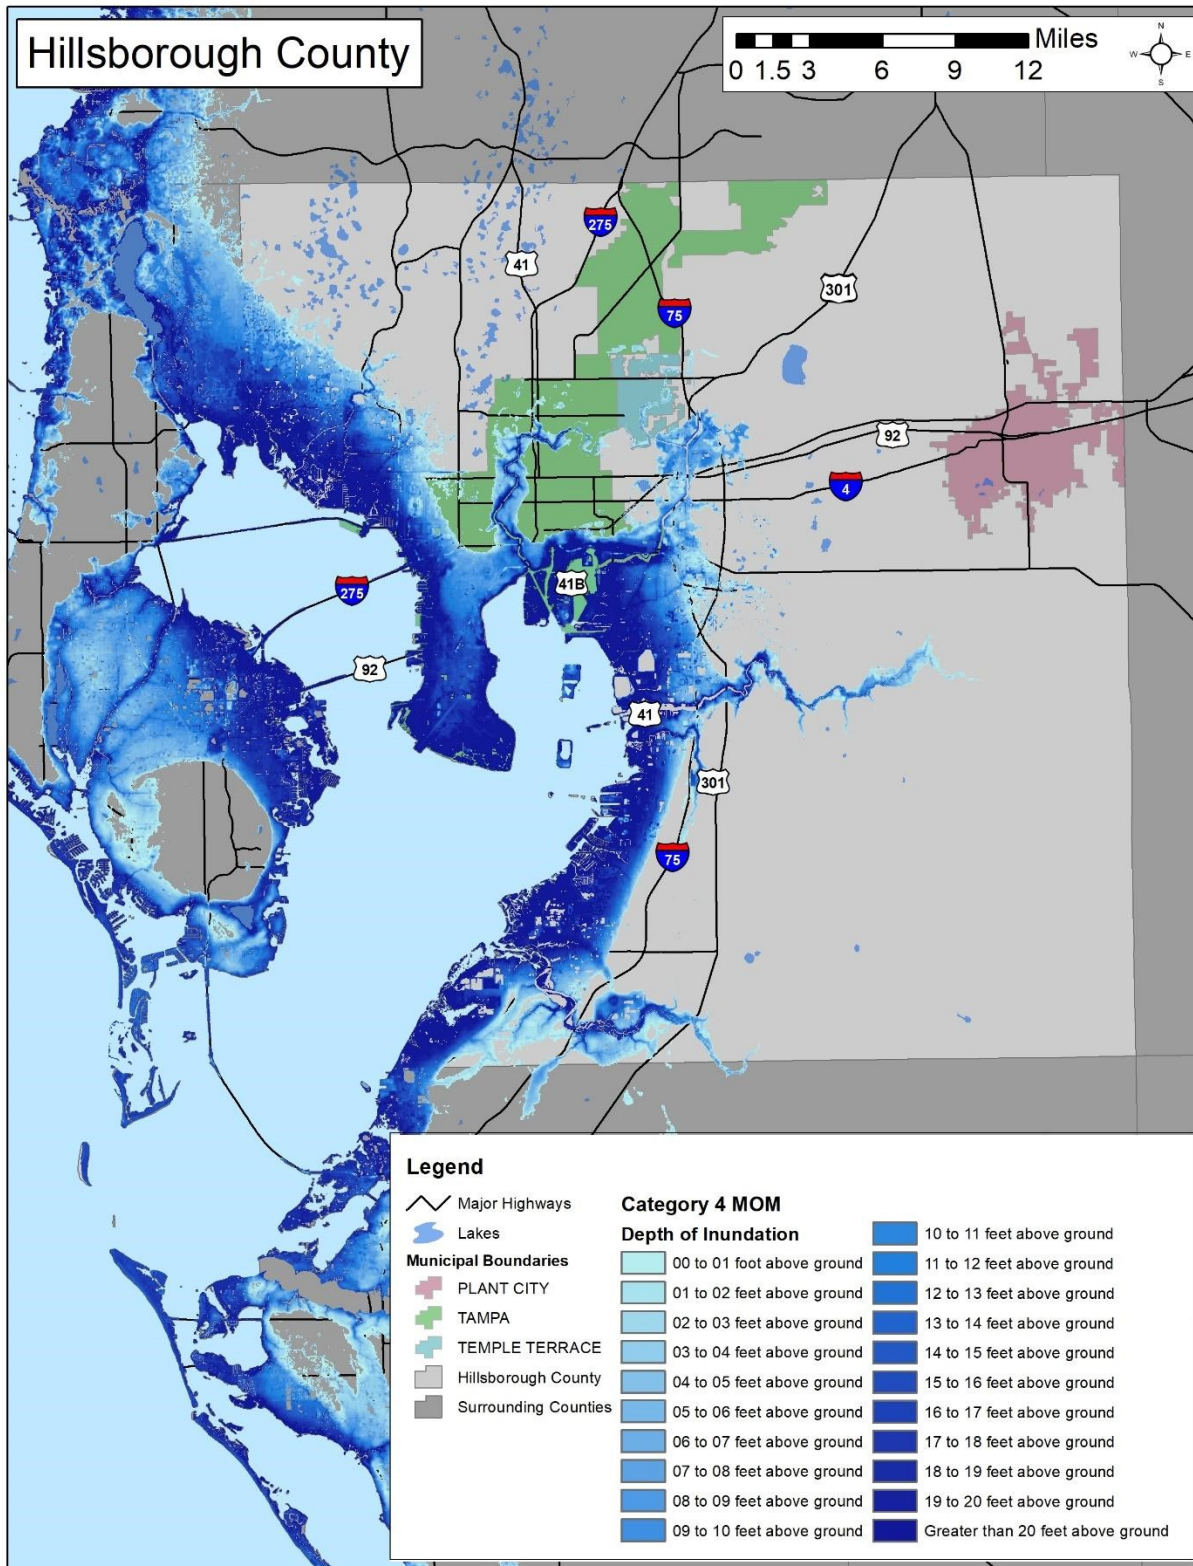 Hillsborough County
Miles
0 1.5 3 6 9 12
N
W E
S
275
41
301
75
92
4
41B
275
92
41
301
75
Legend
Major Highways
Lakes
Municipal Boundaries
PLANT CITY
TAMPA
TEMPLE TERRACE
Hillsborough County
Surrounding Counties
Category 4 MOM
Depth of Inundation
00 to 01 foot above ground
01 to 02 feet above ground
02 to 03 feet above ground
03 to 04 feet above ground
04 to 05 feet above ground
05 to 06 feet above ground
06 to 07 feet above ground
07 to 08 feet above ground
08 to 09 feet above ground
09 to 10 feet above ground
10 to 11 feet above ground
11 to 12 feet above ground
12 to 13 feet above ground
13 to 14 feet above ground
14 to 15 feet above ground
15 to 16 feet above ground
16 to 17 feet above ground
17 to 18 feet above ground
18 to 19 feet above ground
19 to 20 feet above ground
Greater than 20 feet above ground